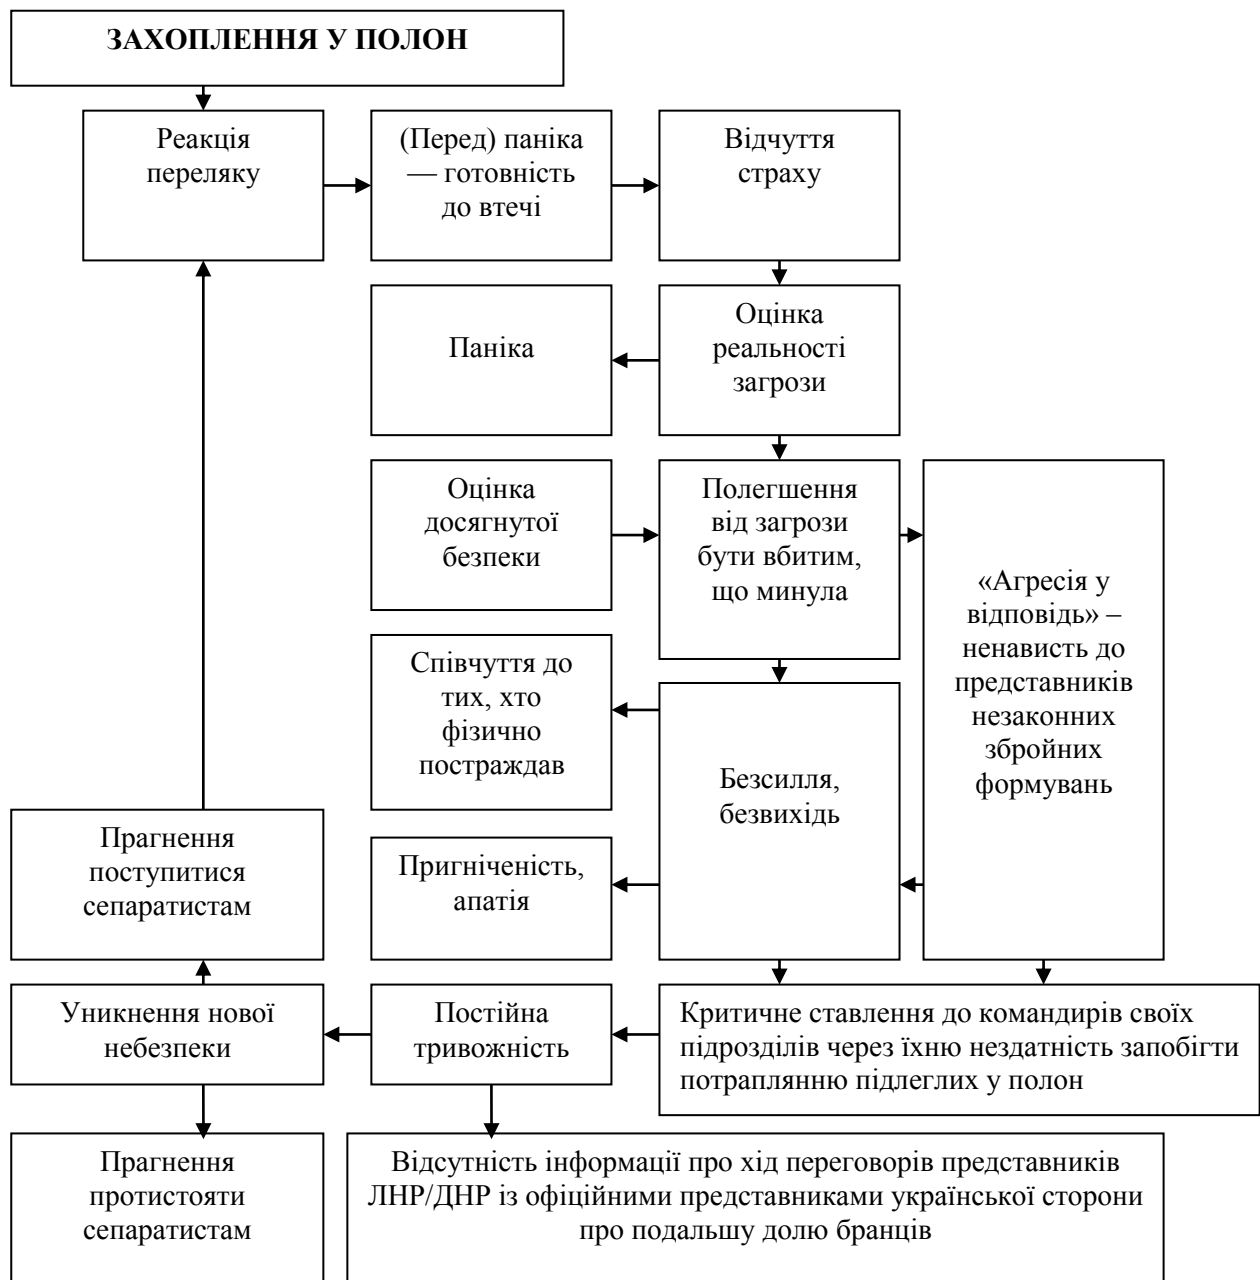 ЗАХОПЛЕННЯ У ПОЛОН
Реакція
переляку
(Перед) паніка
— готовність
до втечі
Відчуття
страху
Паніка
Оцінка
реальності
загрози
Оцінка
досягнутої
безпеки
Полегшення
від загрози
бути вбитим,
що минула
«Агресія у
відповідь» –
ненависть до
представників
незаконних
збройних
формувань
Співчуття до
тих, хто
фізично
постраждав
Безсилля,
безвихідь
Прагнення
поступитися
сепаратистам
Пригніченість,
апатія
Уникнення нової
небезпеки
Постійна
тривожність
Критичне ставлення до командирів своїх
підрозділів через їхню нездатність запобігти
потраплянню підлеглих у полон
Прагнення
протистояти
сепаратистам
Відсутність інформації про хід переговорів представників
ЛНР/ДНР із офіційними представниками української сторони
про подальшу долю бранців